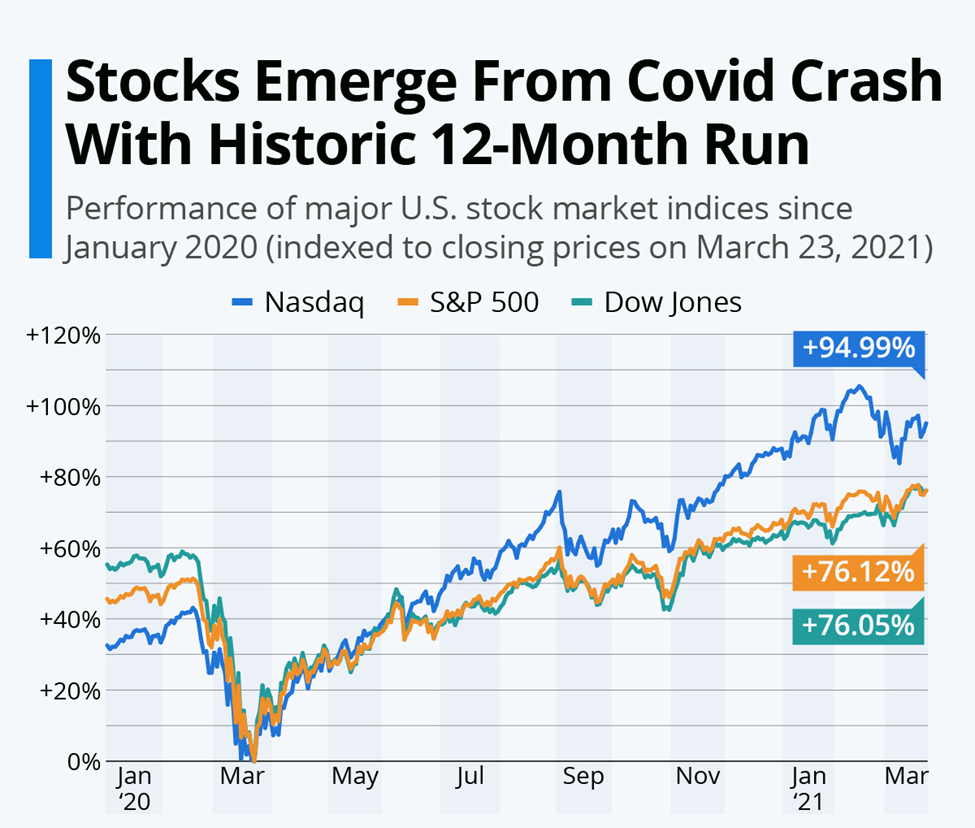 Stocks Emerge From Covid Crash
With Historic 12-Month Run
Performance of major U.S. stock market indices since
January 2020 (indexed to closing prices on March 23, 2021)
Nasdaq S&P 500 Dow Jones
+120%
+94.99%
+100%
+80%
+60%
+76.12%
+40%
+76.05%
+20%
0%
Jan Mar May Jul Sep Nov Jan Mar
‘20 ‘21